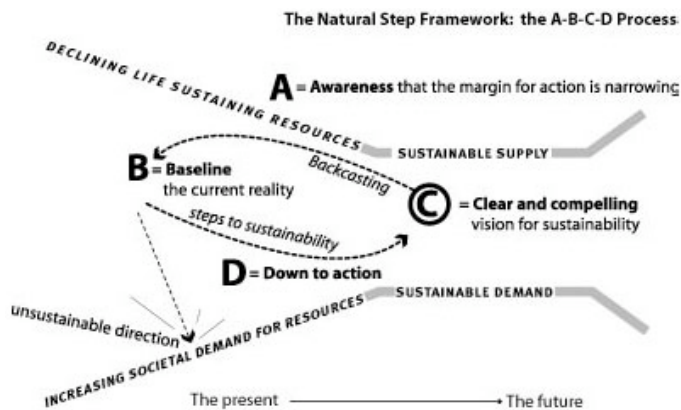 The Natural Step Framework: the A-B-C-D Process
DECLINING LIFE SUSTAINING RESOURCES
A = Awareness that the margin for action is narrowing
SUSTAINABLE SUPPLY
Backcasting
B = Baseline
the current reality
C = Clear and compelling
vision for sustainability
steps to sustainability
D = Down to action
SUSTAINABLE DEMAND
unsustainable direction
INCREASING SOCIETAL DEMAND FOR RESOURCES
The present
The future